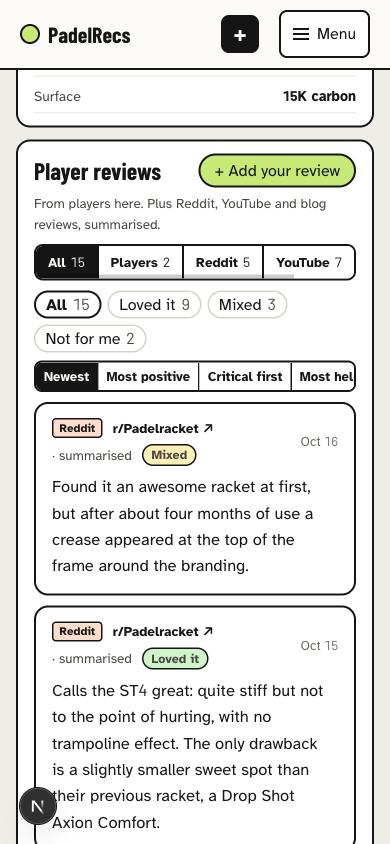 PadelRecs
+
Menu
Surface 15K carbon
Player reviews
+ Add your review
From players here. Plus Reddit, YouTube and blog
reviews, summarised.
All 15 Players 2 Reddit 5 YouTube 7
All 15 Loved it 9 Mixed 3
Not for me 2
Newest Most positive Critical first Most hel
Reddit r/Padelracket ↗
Oct 16
· summarised Mixed
Found it an awesome racket at first,
but after about four months of use a
crease appeared at the top of the
frame around the branding.
Reddit r/Padelracket ↗
Oct 15
· summarised Loved it
Calls the ST4 great: quite stiff but not
to the point of hurting, with no
trampoline effect. The only drawback
is a slightly smaller sweet spot than
their previous racket, a Drop Shot
Axion Comfort.
N